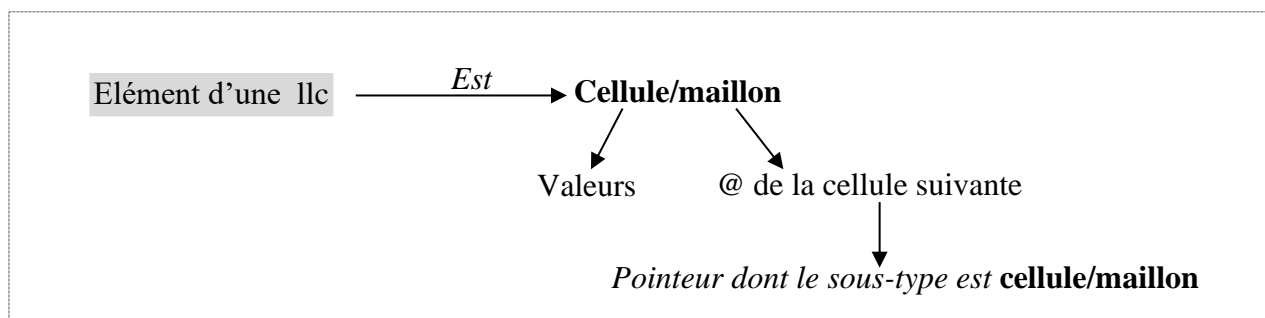 Est
Elément d’une llc Cellule/maillon
Valeurs @ de la cellule suivante
Pointeur dont le sous-type est cellule/maillon